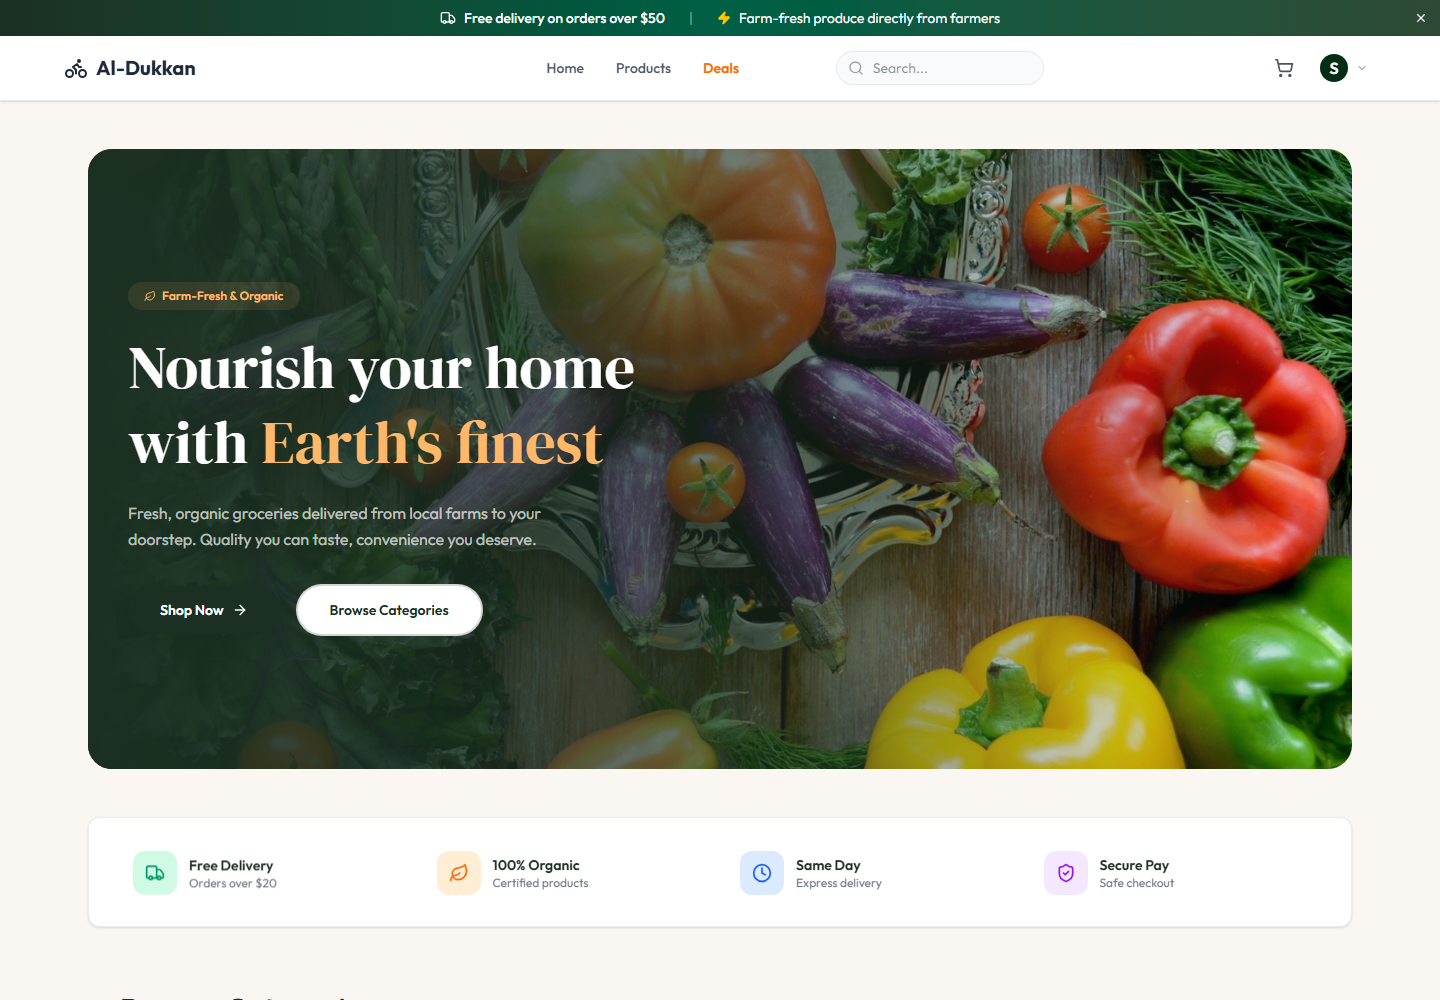 Free delivery on orders over $50 | Farm-fresh produce directly from farmers
Al-Dukkan
Home Products Deals
Search...
S
Farm-Fresh & Organic
Nourish your home
with Earth's finest
Fresh, organic groceries delivered from local farms to your
doorstep. Quality you can taste, convenience you deserve.
Shop Now → Browse Categories
Free Delivery
Orders over $20
100% Organic
Certified products
Same Day
Express delivery
Secure Pay
Safe checkout